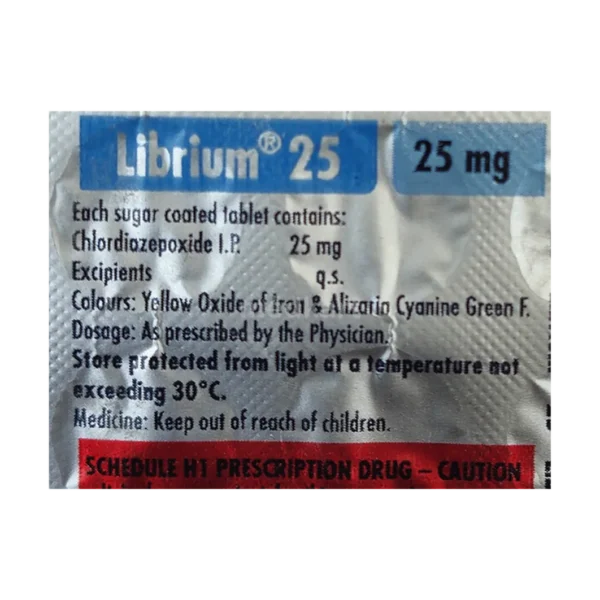 Librium® 25 25 mg
Each sugar coated tablet contains:
Chlordiazepoxide I.P. 25 mg
Excipients q.s.
Colours: Yellow Oxide of Iron & Alizarin Cyanine Green F.
Dosage: As prescribed by the Physician.
Store protected from light at a temperature not
exceeding 30°C.
Medicine: Keep out of reach of children.
SCHEDULE H1 PRESCRIPTION DRUG – CAUTION